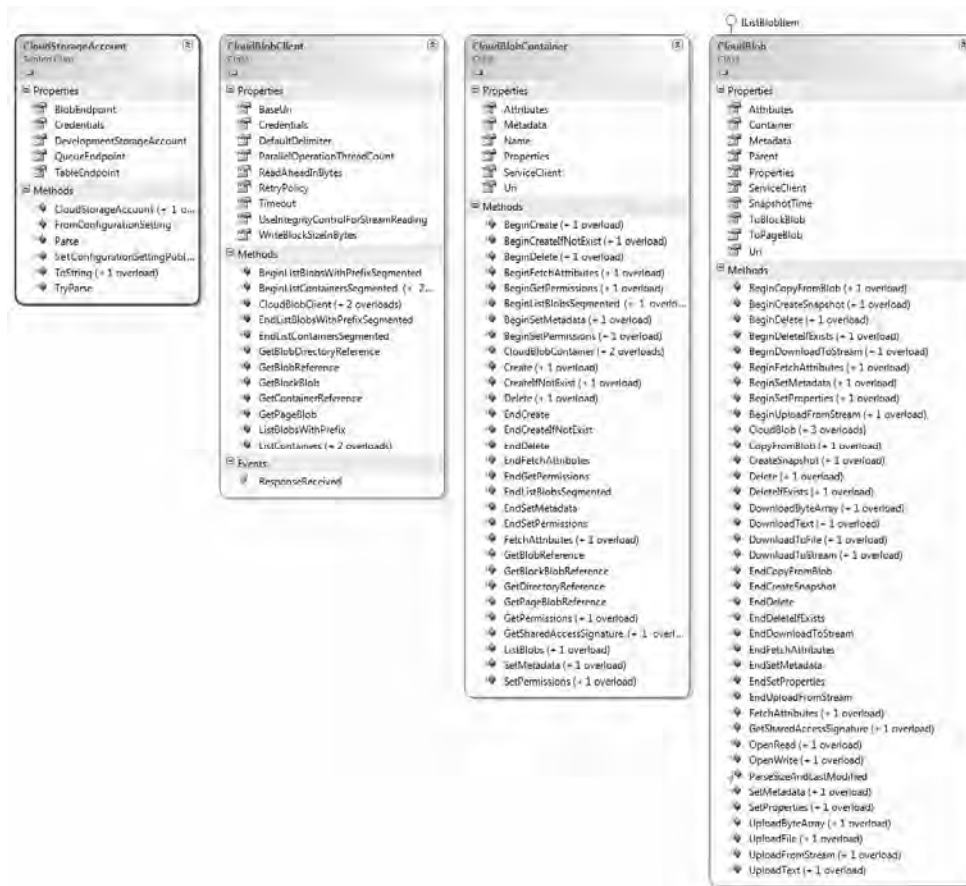 IListBlobItem
CloudStorageAccount
Sealed Class
Properties
BlobEndpoint
Credentials
DevelopmentStorageAccount
QueueEndpoint
TableEndpoint
Methods
CloudStorageAccount (+ 1 o...
FromConfigurationSetting
Parse
SetConfigurationSettingPubl...
ToString (+ 1 overload)
TryParse
CloudBlobClient
Class
Properties
BaseUri
Credentials
DefaultDelimiter
ParallelOperationThreadCount
ReadAheadInBytes
RetryPolicy
Timeout
UseIntegrityControlForStreamReading
WriteBlockSizeInBytes
Methods
BeginListBlobsWithPrefixSegmented
BeginListContainersSegmented (+ 2...
CloudBlobClient (+ 2 overloads)
EndListBlobsWithPrefixSegmented
EndListContainersSegmented
GetBlobDirectoryReference
GetBlobReference
GetBlockBlob
GetContainerReference
GetPageBlob
ListBlobsWithPrefix
ListContainers (+ 2 overloads)
Events
ResponseReceived
CloudBlobContainer
Class
Properties
Attributes
Metadata
Name
Properties
ServiceClient
Uri
Methods
BeginCreate (+ 1 overload)
BeginCreateIfNotExist (+ 1 overload)
BeginDelete (+ 1 overload)
BeginFetchAttributes (+ 1 overload)
BeginGetPermissions (+ 1 overload)
BeginListBlobsSegmented (+ 1 overlo...
BeginSetMetadata (+ 1 overload)
BeginSetPermissions (+ 1 overload)
CloudBlobContainer (+ 2 overloads)
Create (+ 1 overload)
CreateIfNotExist (+ 1 overload)
Delete (+ 1 overload)
EndCreate
EndCreateIfNotExist
EndDelete
EndFetchAttributes
EndGetPermissions
EndListBlobsSegmented
EndSetMetadata
EndSetPermissions
FetchAttributes (+ 1 overload)
GetBlobReference
GetBlockBlobReference
GetDirectoryReference
GetPageBlobReference
GetPermissions (+ 1 overload)
GetSharedAccessSignature (+ 1 overl...
ListBlobs (+ 1 overload)
SetMetadata (+ 1 overload)
SetPermissions (+ 1 overload)
CloudBlob
Class
Properties
Attributes
Container
Metadata
Parent
Properties
ServiceClient
SnapshotTime
ToBlockBlob
ToPageBlob
Uri
Methods
BeginCopyFromBlob (+ 1 overload)
BeginCreateSnapshot (+ 1 overload)
BeginDelete (+ 1 overload)
BeginDeleteIfExists (+ 1 overload)
BeginDownloadToStream (+ 1 overload)
BeginFetchAttributes (+ 1 overload)
BeginSetMetadata (+ 1 overload)
BeginSetProperties (+ 1 overload)
BeginUploadFromStream (+ 1 overload)
CloudBlob (+ 3 overloads)
CopyFromBlob (+ 1 overload)
CreateSnapshot (+ 1 overload)
Delete (+ 1 overload)
DeleteIfExists (+ 1 overload)
DownloadByteArray (+ 1 overload)
DownloadText (+ 1 overload)
DownloadToFile (+ 1 overload)
DownloadToStream (+ 1 overload)
EndCopyFromBlob
EndCreateSnapshot
EndDelete
EndDeleteIfExists
EndDownloadToStream
EndFetchAttributes
EndSetMetadata
EndSetProperties
EndUploadFromStream
FetchAttributes (+ 1 overload)
GetSharedAccessSignature (+ 1 overload)
OpenRead (+ 1 overload)
OpenWrite (+ 1 overload)
ParseSizeAndLastModified
SetMetadata (+ 1 overload)
SetProperties (+ 1 overload)
UploadByteArray (+ 1 overload)
UploadFile (+ 1 overload)
UploadFromStream (+ 1 overload)
UploadText (+ 1 overload)